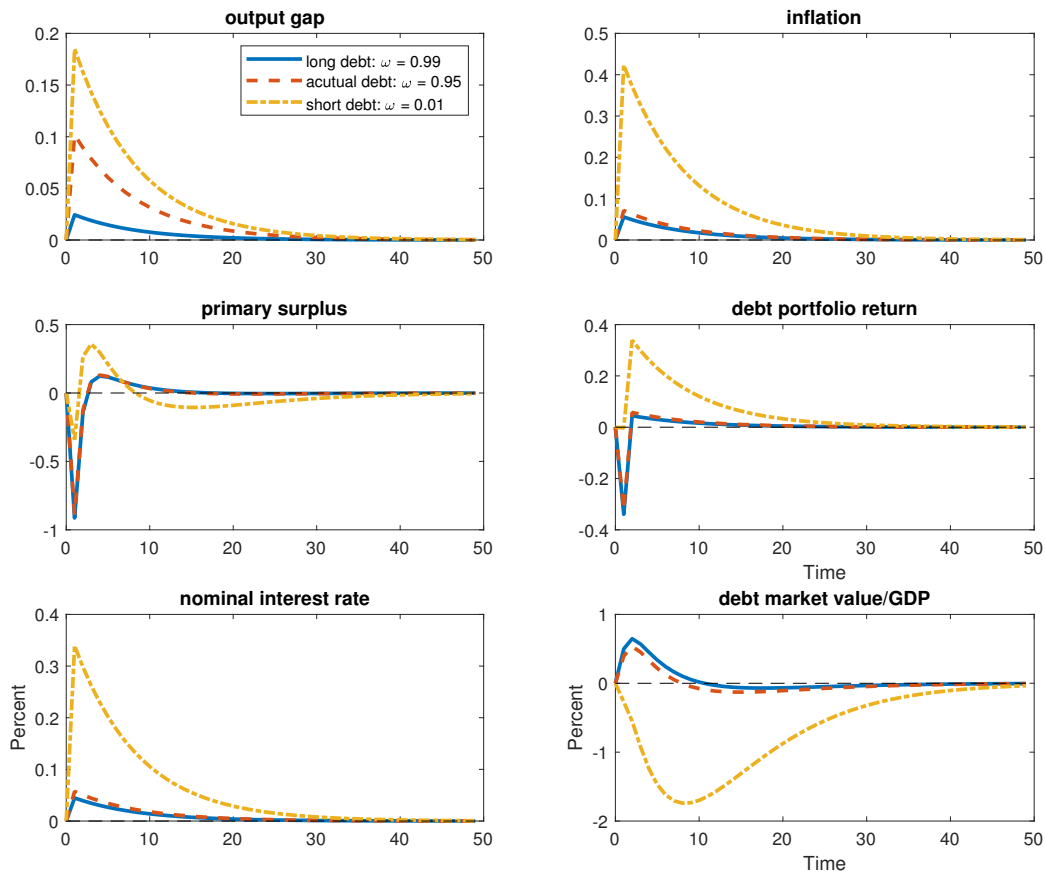 output gap
0.2
0.15
0.1
0.05
0
0 10 20 30 40 50
long debt: ω = 0.99
acutual debt: ω = 0.95
short debt: ω = 0.01
inflation
0.5
0.4
0.3
0.2
0.1
0
0 10 20 30 40 50
primary surplus
0.5
0
-0.5
-1
0 10 20 30 40 50
debt portfolio return
0.4
0.2
0
-0.2
-0.4
0 10 20 30 40 50
Time
nominal interest rate
Percent
0.4
0.3
0.2
0.1
0
0 10 20 30 40 50
debt market value/GDP
Percent
1
0
-1
-2
0 10 20 30 40 50
Time